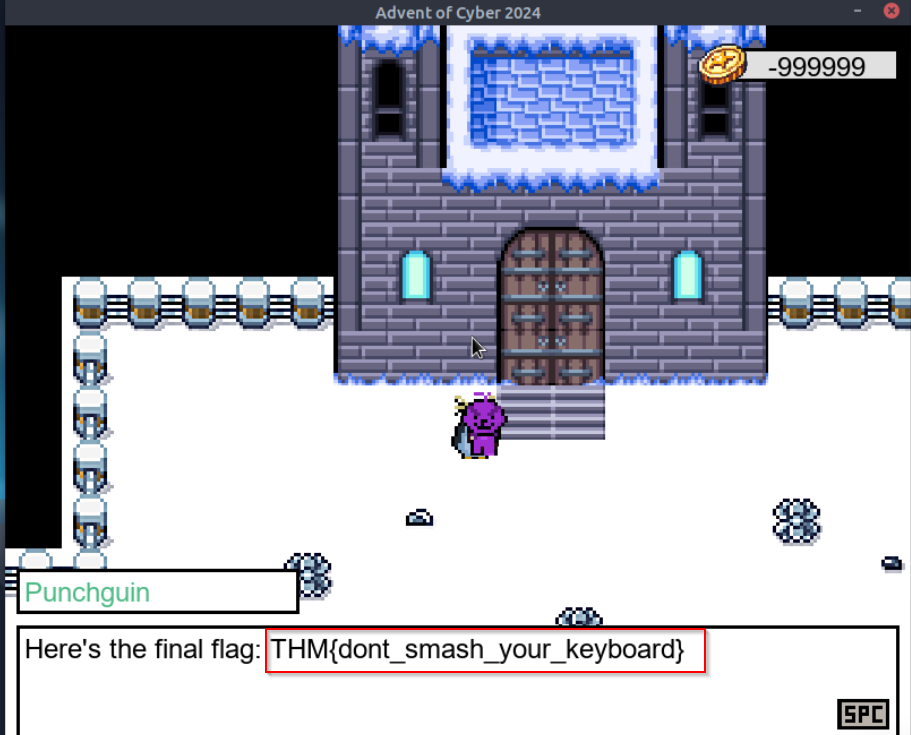 Advent of Cyber 2024
-999999
Punchguin
Here's the final flag: THM{dont_smash_your_keyboard}
SPC